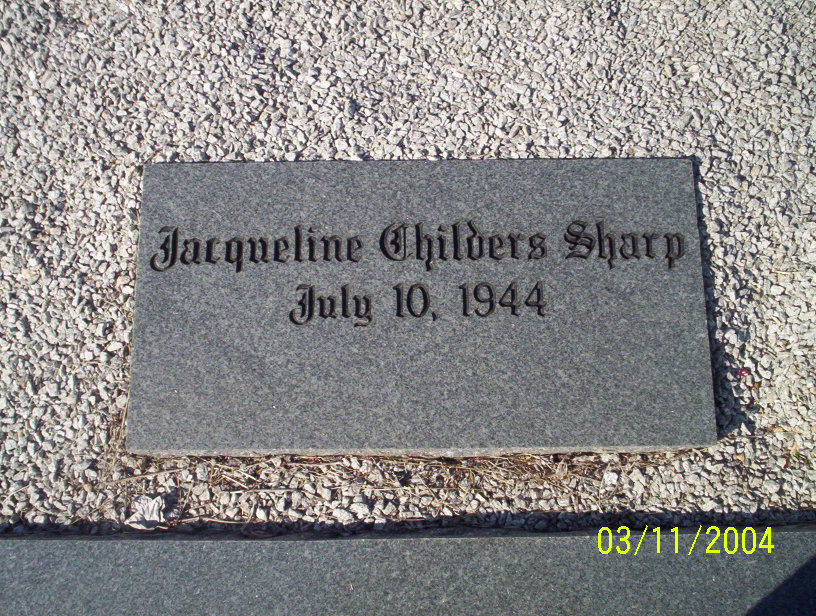 Jacqueline Childers Sharp
July 10, 1944
03/11/2004